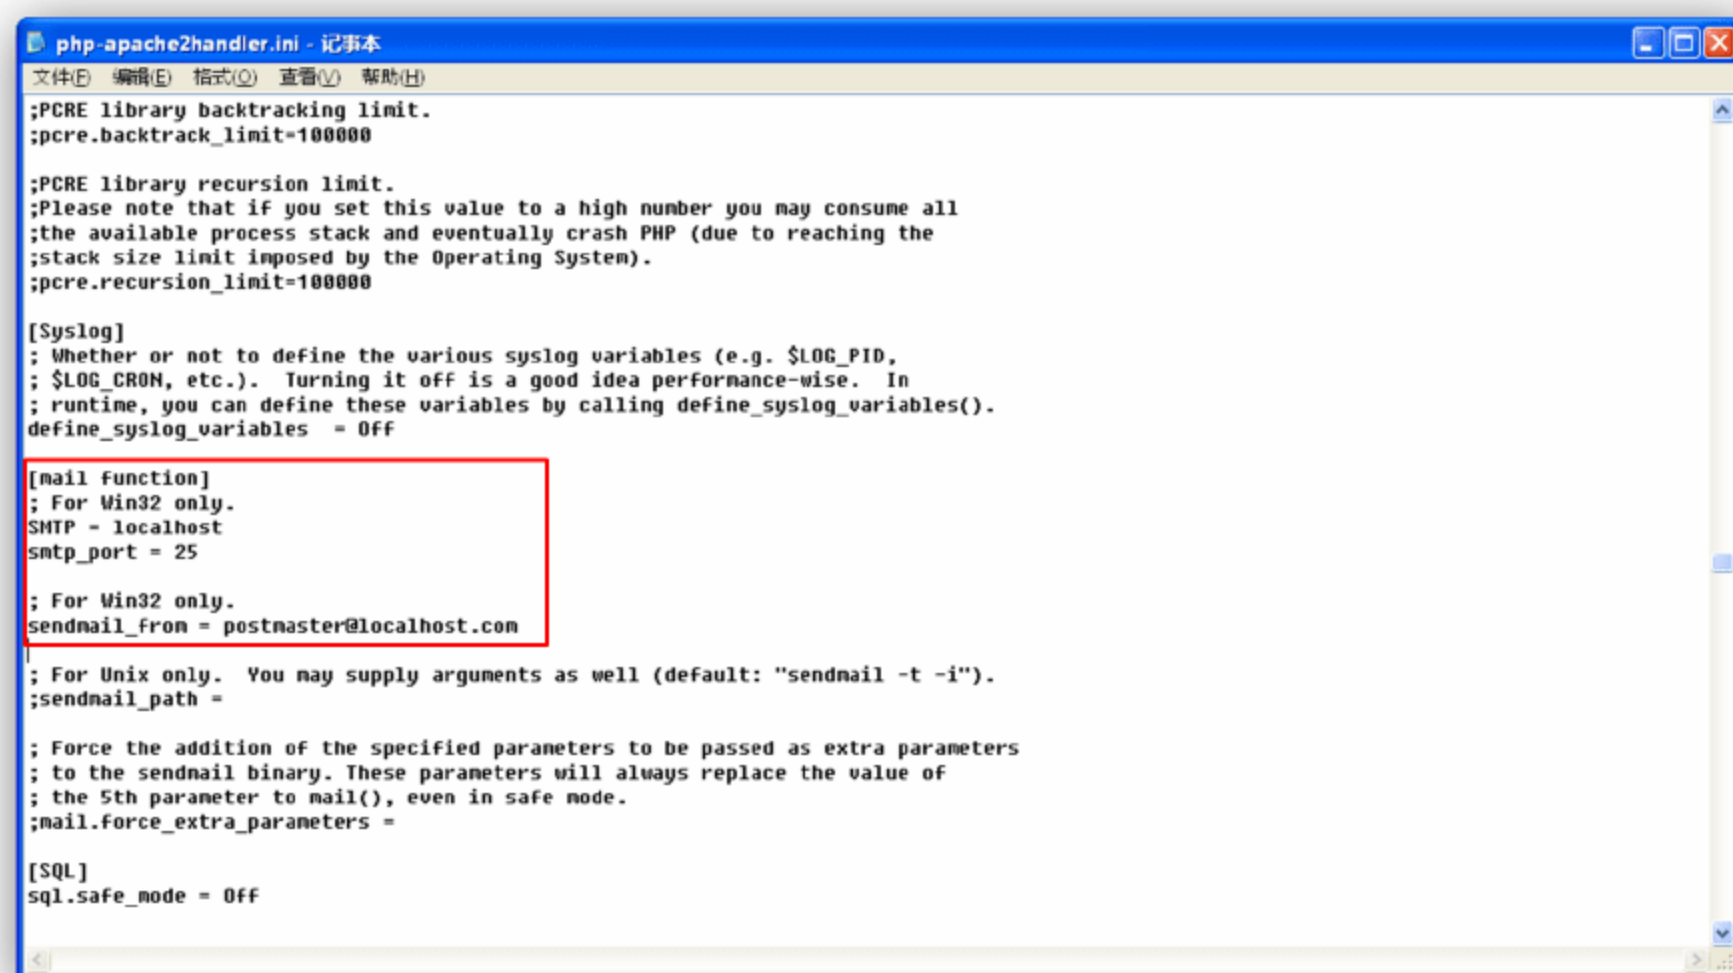 php-apache2handler.ini - 记事本
文件(F) 编辑(E) 格式(O) 查看(V) 帮助(H)
;PCRE library backtracking limit.
;pcre.backtrack_limit=100000
;PCRE library recursion limit.
;Please note that if you set this value to a high number you may consume all
;the available process stack and eventually crash PHP (due to reaching the
;stack size limit imposed by the Operating System).
;pcre.recursion_limit=100000
[Syslog]
; Whether or not to define the various syslog variables (e.g. $LOG_PID,
; $LOG_CRON, etc.).  Turning it off is a good idea performance-wise.  In
; runtime, you can define these variables by calling define_syslog_variables().
define_syslog_variables  = Off
[mail function]
; For Win32 only.
SMTP = localhost
smtp_port = 25
; For Win32 only.
sendmail_from = postmaster@localhost.com
; For Unix only.  You may supply arguments as well (default: "sendmail -t -i").
;sendmail_path =
; Force the addition of the specified parameters to be passed as extra parameters
; to the sendmail binary. These parameters will always replace the value of
; the 5th parameter to mail(), even in safe mode.
;mail.force_extra_parameters =
[SQL]
sql.safe_mode = Off